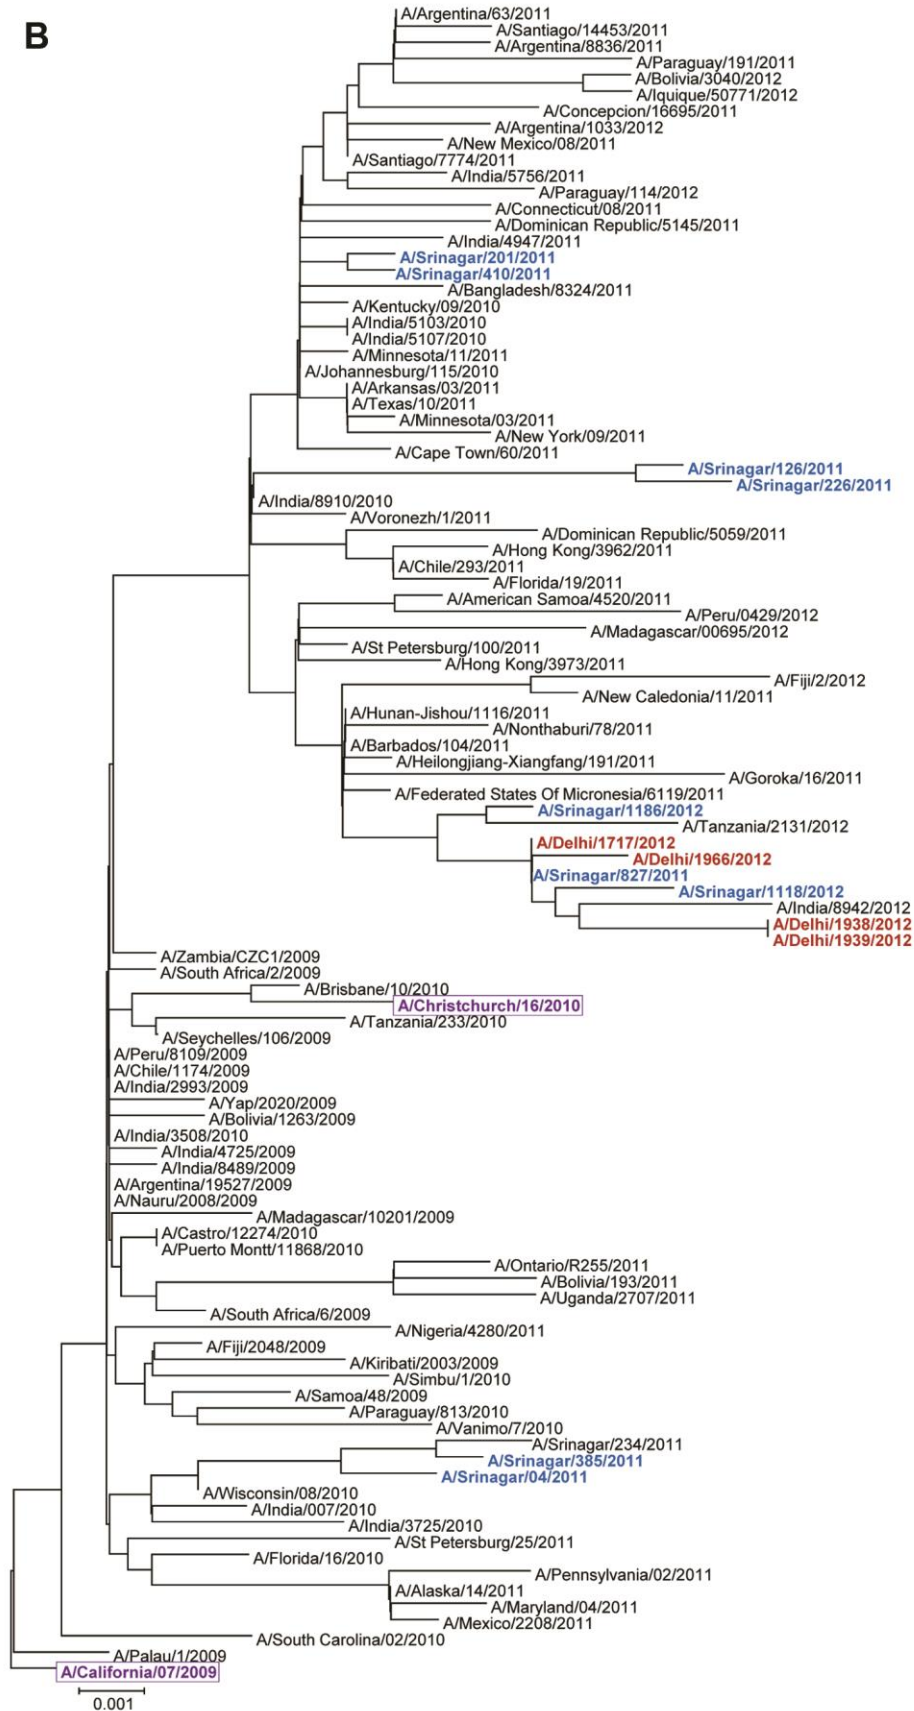 B
A/Argentina/63/2011
A/Santiago/14453/2011
A/Argentina/8836/2011
A/Paraguay/191/2011
A/Bolivia/3040/2012
A/Iquique/50771/2012
A/Concepcion/16695/2011
A/Argentina/1033/2012
A/New Mexico/08/2011
A/Santiago/7774/2011
A/India/5756/2011
A/Paraguay/114/2012
A/Connecticut/08/2011
A/Dominican Republic/5145/2011
A/India/4947/2011
A/Srinagar/201/2011
A/Srinagar/410/2011
A/Bangladesh/8324/2011
A/Kentucky/09/2010
A/India/5103/2010
A/India/5107/2010
A/Minnesota/11/2011
A/Johannesburg/115/2010
A/Arkansas/03/2011
A/Texas/10/2011
A/Minnesota/03/2011
A/New York/09/2011
A/Cape Town/60/2011
A/Srinagar/126/2011
A/Srinagar/226/2011
A/India/8910/2010
A/Voronezh/1/2011
A/Dominican Republic/5059/2011
A/Hong Kong/3962/2011
A/Chile/293/2011
A/Florida/19/2011
A/American Samoa/4520/2011
A/Peru/0429/2012
A/Madagascar/00695/2012
A/St Petersburg/100/2011
A/Hong Kong/3973/2011
A/Fiji/2/2012
A/New Caledonia/11/2011
A/Hunan-Jishou/1116/2011
A/Nonthaburi/78/2011
A/Barbados/104/2011
A/Heilongjiang-Xiangfang/191/2011
A/Goroka/16/2011
A/Federated States Of Micronesia/6119/2011
A/Srinagar/1186/2012
A/Tanzania/2131/2012
A/Delhi/1717/2012
A/Delhi/1966/2012
A/Srinagar/827/2011
A/Srinagar/1118/2012
A/India/8942/2012
A/Delhi/1938/2012
A/Delhi/1939/2012
A/Zambia/CZC1/2009
A/South Africa/2/2009
A/Brisbane/10/2010
A/Christchurch/16/2010
A/Tanzania/233/2010
A/Seychelles/106/2009
A/Peru/8109/2009
A/Chile/1174/2009
A/India/2993/2009
A/Yap/2020/2009
A/Bolivia/1263/2009
A/India/3508/2010
A/India/4725/2009
A/India/8489/2009
A/Argentina/19527/2009
A/Nauru/2008/2009
A/Madagascar/10201/2009
A/Castro/12274/2010
A/Puerto Montt/11868/2010
A/Ontario/R255/2011
A/Bolivia/193/2011
A/Uganda/2707/2011
A/South Africa/6/2009
A/Nigeria/4280/2011
A/Fiji/2048/2009
A/Kiribati/2003/2009
A/Simbu/1/2010
A/Samoa/48/2009
A/Paraguay/813/2010
A/Vanimo/7/2010
A/Srinagar/234/2011
A/Srinagar/385/2011
A/Srinagar/04/2011
A/Wisconsin/08/2010
A/India/007/2010
A/India/3725/2010
A/St Petersburg/25/2011
A/Florida/16/2010
A/Pennsylvania/02/2011
A/Alaska/14/2011
A/Maryland/04/2011
A/Mexico/2208/2011
A/South Carolina/02/2010
A/Palau/1/2009
A/California/07/2009
0.001